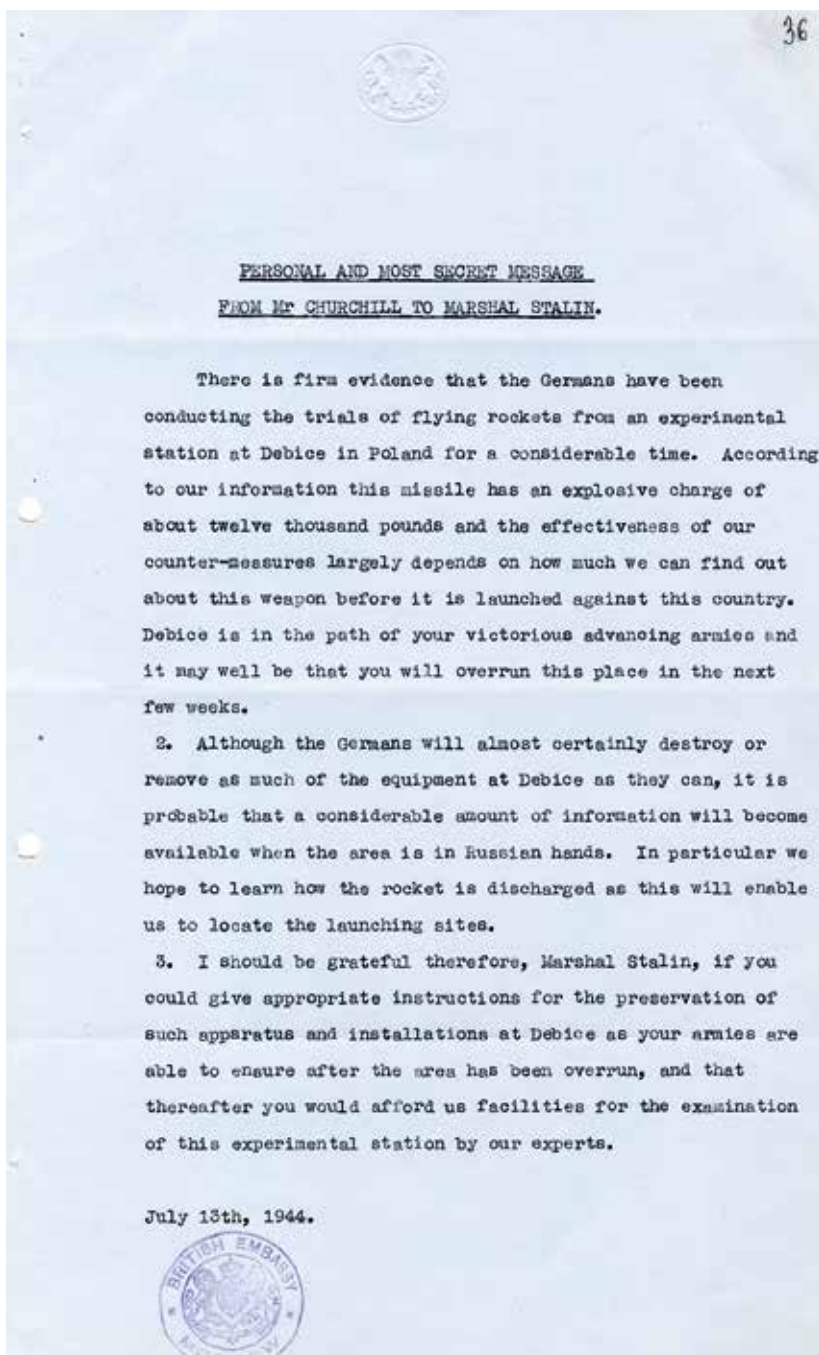 36
PERSONAL AND MOST SECRET MESSAGE
FROM Mr CHURCHILL TO MARSHAL STALIN.
There is firm evidence that the Germans have been
conducting the trials of flying rockets from an experimental
station at Debice in Poland for a considerable time. According
to our information this missile has an explosive charge of
about twelve thousand pounds and the effectiveness of our
counter-measures largely depends on how much we can find out
about this weapon before it is launched against this country.
Debice is in the path of your victorious advancing armies and
it may well be that you will overrun this place in the next
few weeks.
2. Although the Germans will almost certainly destroy or
remove as much of the equipment at Debice as they can, it is
probable that a considerable amount of information will become
available when the area is in Russian hands. In particular we
hope to learn how the rocket is discharged as this will enable
us to locate the launching sites.
3. I should be grateful therefore, Marshal Stalin, if you
could give appropriate instructions for the preservation of
such apparatus and installations at Debice as your armies are
able to ensure after the area has been overrun, and that
thereafter you would afford us facilities for the examination
of this experimental station by our experts.
July 13th, 1944.
BRITISH EMBASSY